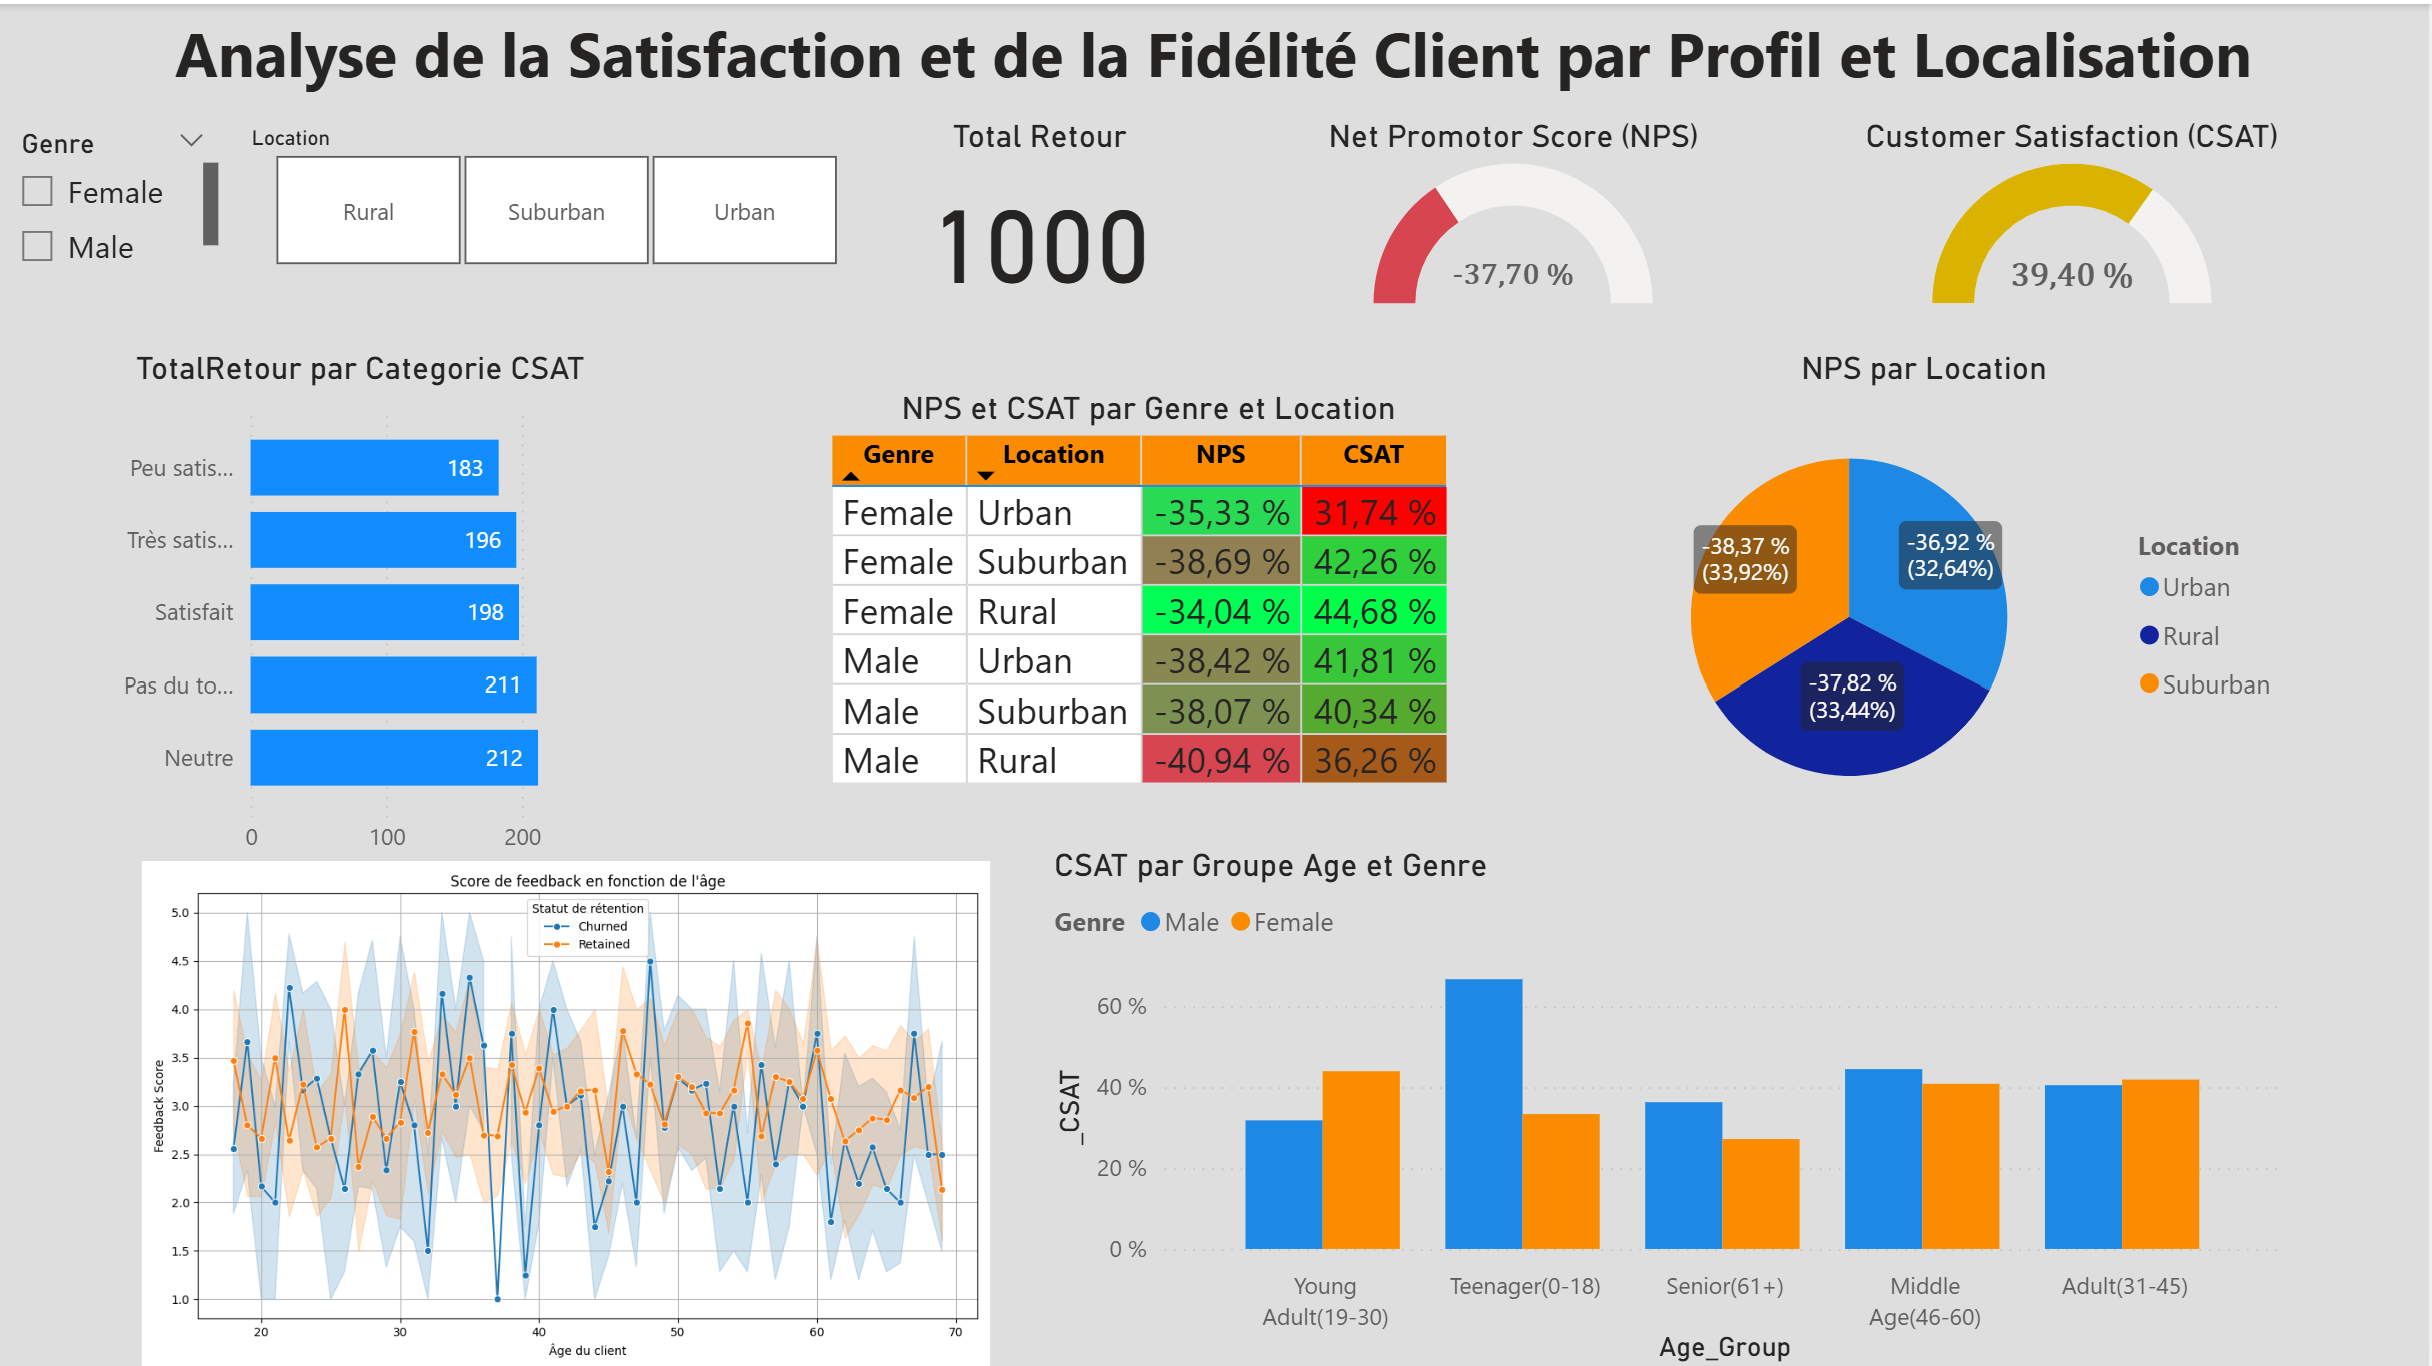 Analyse de la Satisfaction et de la Fidélité Client par Profil et Localisation
Genre
Female
Male
Location
Rural
Suburban
Urban
Total Retour
1000
Net Promotor Score (NPS)
-37,70 %
Customer Satisfaction (CSAT)
39,40 %
TotalRetour par Categorie CSAT
Peu satis... 183
Très satis... 196
Satisfait 198
Pas du to... 211
Neutre 212
0 100 200
NPS et CSAT par Genre et Location
Genre Location NPS CSAT
Female Urban -35,33 % 31,74 %
Female Suburban -38,69 % 42,26 %
Female Rural -34,04 % 44,68 %
Male Urban -38,42 % 41,81 %
Male Suburban -38,07 % 40,34 %
Male Rural -40,94 % 36,26 %
NPS par Location
-38,37 %
(33,92%)
-36,92 %
(32,64%)
-37,82 %
(33,44%)
Location
Urban
Rural
Suburban
Score de feedback en fonction de l'âge
Statut de rétention
Churned
Retained
Feedback Score
5.0
4.5
4.0
3.5
3.0
2.5
2.0
1.5
1.0
20 30 40 50 60 70
Âge du client
CSAT par Groupe Age et Genre
Genre Male Female
_CSAT
60 %
40 %
20 %
0 %
Young
Adult(19-30)
Teenager(0-18)
Senior(61+)
Middle
Age(46-60)
Adult(31-45)
Age_Group